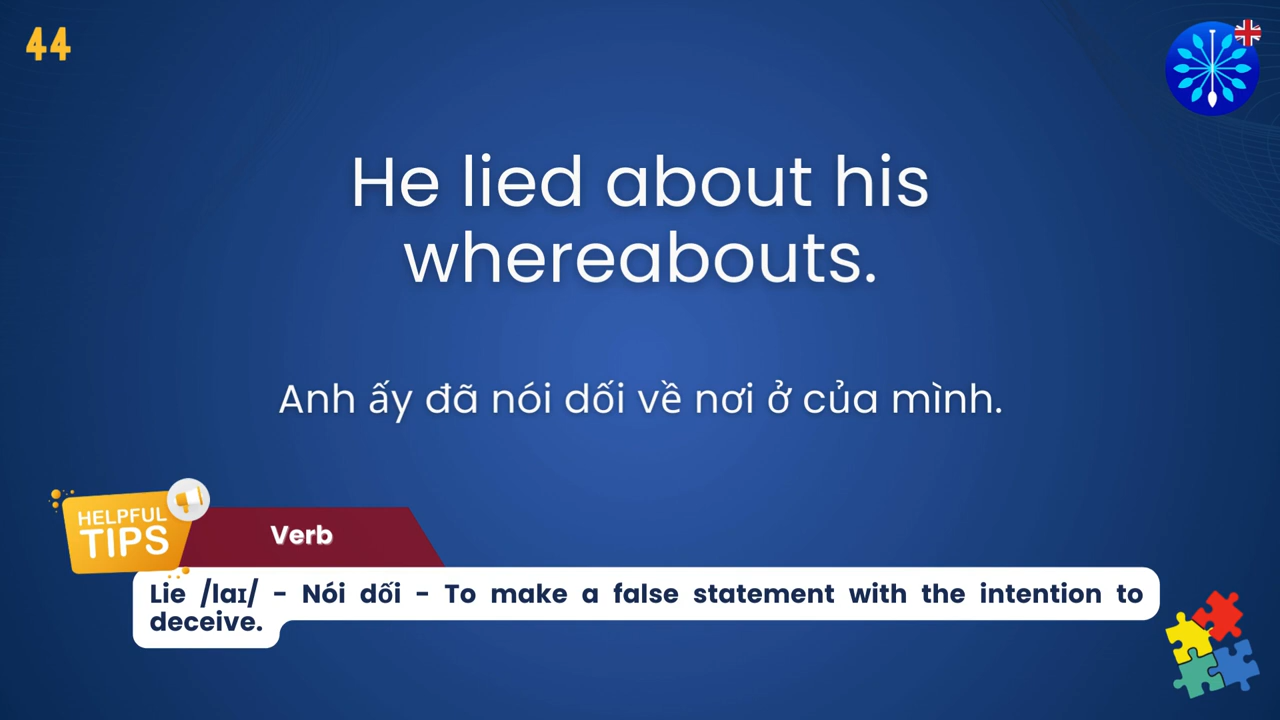 44
He lied about his
whereabouts.
Anh ấy đã nói dối về nơi ở của mình.
HELPFUL
TIPS
Verb
Lie /laɪ/ - Nói dối - To make a false statement with the intention to
deceive.